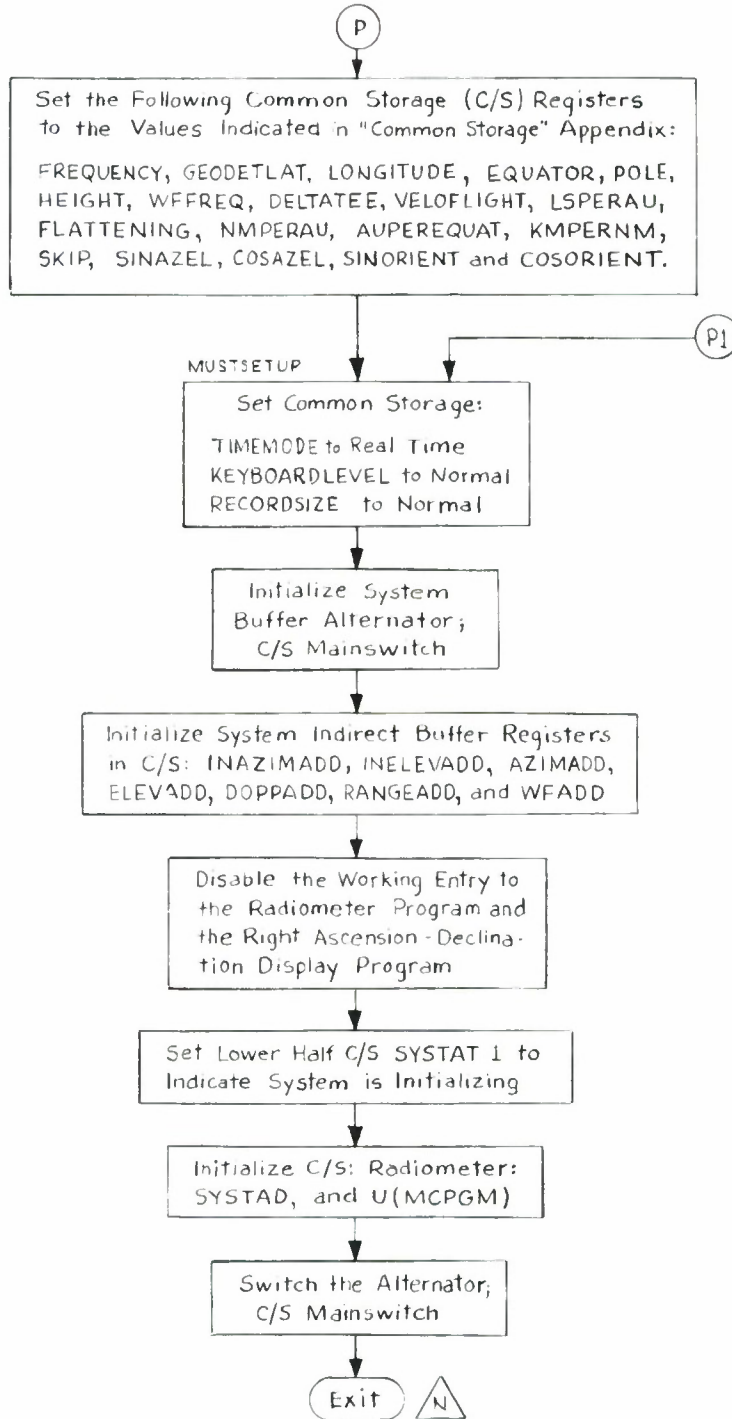 P
Set the Following Common Storage (C/S) Registers
to the Values Indicated in "Common Storage" Appendix:
FREQUENCY, GEODETLAT, LONGITUDE, EQUATOR, POLE,
HEIGHT, WFFREQ, DELTATEE, VELOFLIGHT, LSPERAU,
FLATTENING, NMPERAU, AUPEREQUAT, KMPERNM,
SKIP, SINAZEL, COSAZEL, SINORIENT and COSORIENT.
P1
MUSTSETUP
Set Common Storage:
TIMEMODE to Real Time
KEYBOARDLEVEL to Normal
RECORDSIZE to Normal
Initialize System
Buffer Alternator;
C/S Mainswitch
Initialize System Indirect Buffer Registers
in C/S: INAZIMADD, INELEVADD, AZIMADD,
ELEVADD, DOPPADD, RANGEADD, and WFADD
Disable the Working Entry to
the Radiometer Program and
the Right Ascension-Declina-
tion Display Program
Set Lower Half C/S SYSTAT 1 to
Indicate System is Initializing
Initialize C/S: Radiometer:
SYSTAD, and U(MCPGM)
Switch the Alternator;
C/S Mainswitch
Exit N